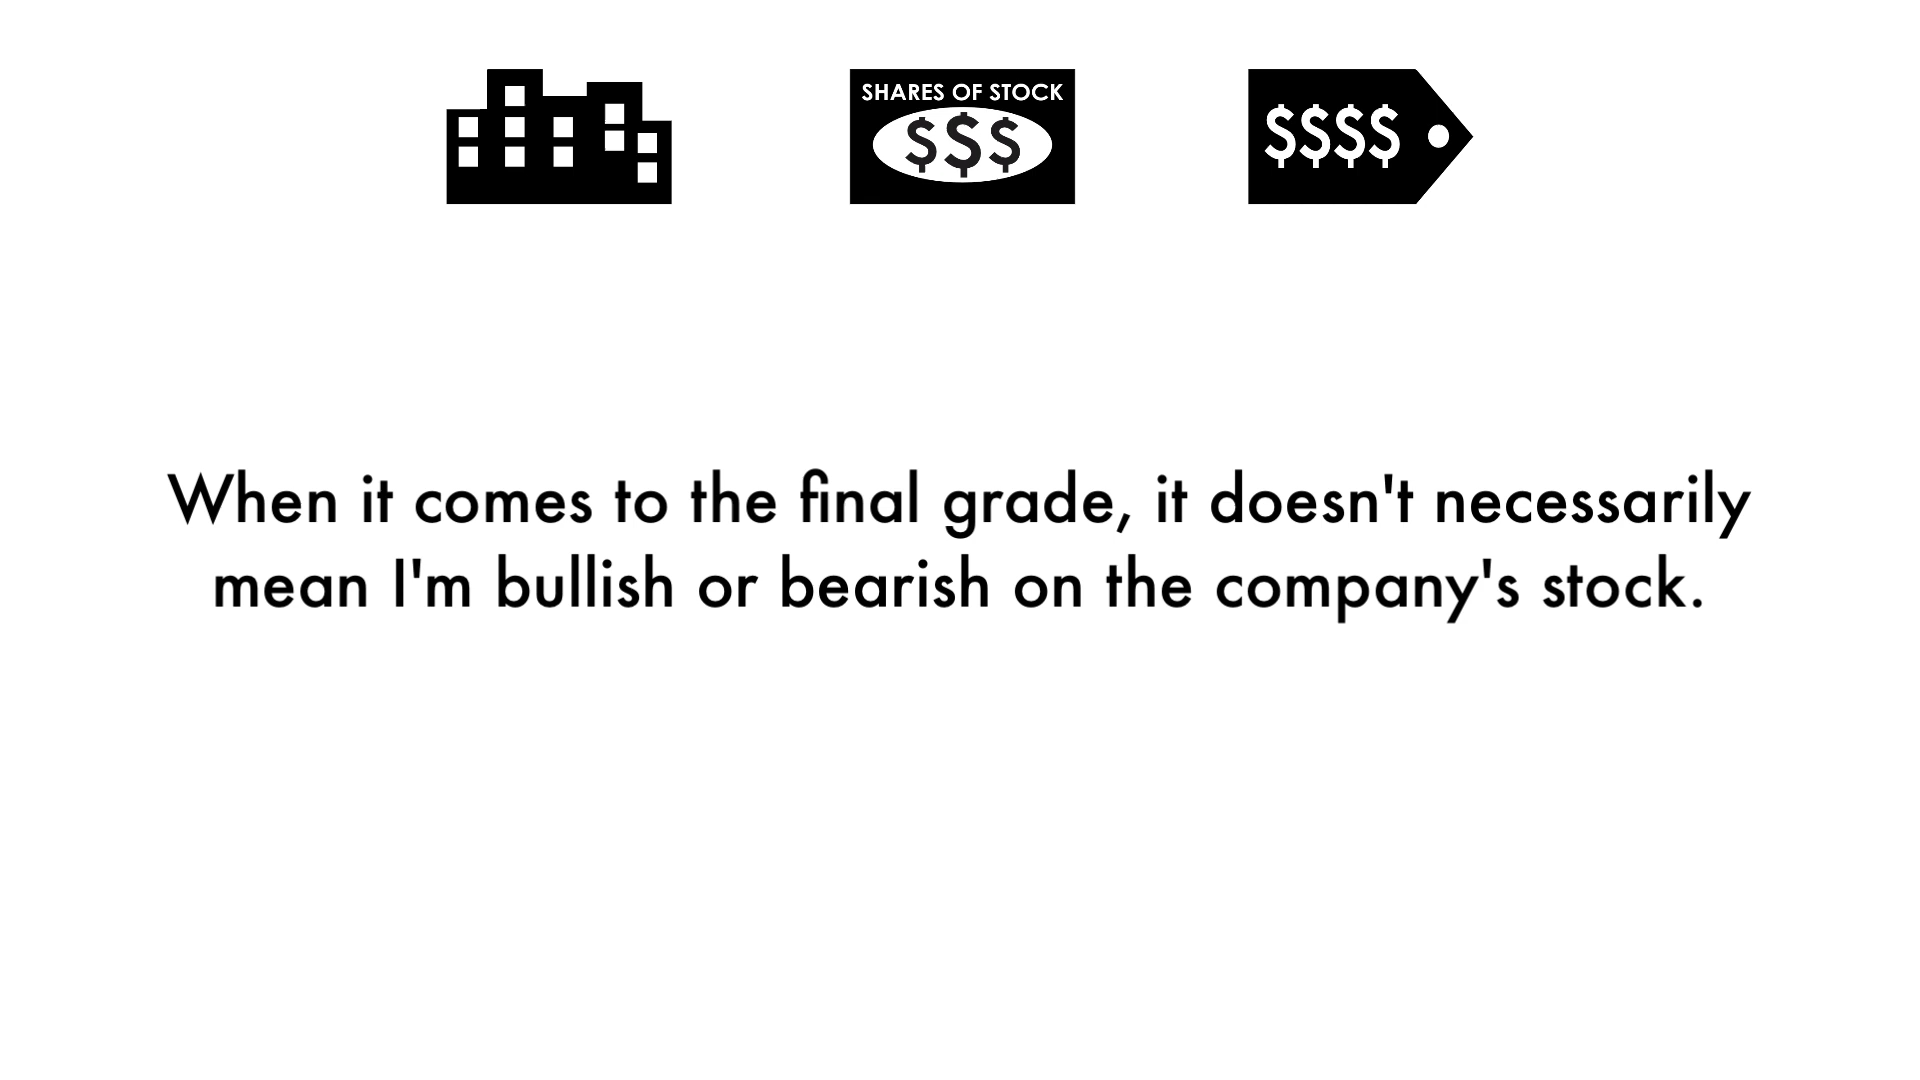 SHARES OF STOCK
$$$
$$$$
When it comes to the final grade, it doesn't necessarily
mean I'm bullish or bearish on the company's stock.